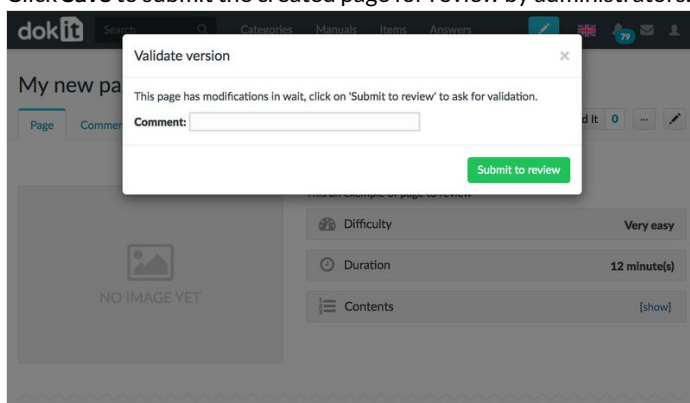 Click Save to submit the created page for review by administrators.
dokit
Search
Categories Manuals Items Answers
79
Validate version
×
My new pa
This page has modifications in wait, click on 'Submit to review' to ask for validation.
Comment:
Page Commen
d It 0 ...
Submit to review
This an exemple of page to review
Difficulty Very easy
Duration 12 minute(s)
NO IMAGE YET
Contents [show]